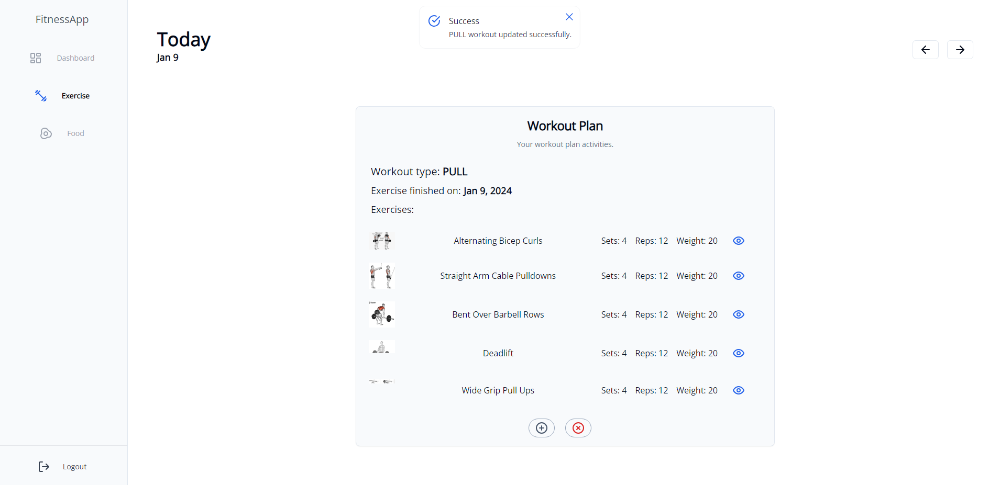 FitnessApp
Dashboard
Exercise
Food
Logout
Success
PULL workout updated successfully.
Today
Jan 9
Workout Plan
Your workout plan activities.
Workout type: PULL
Exercise finished on: Jan 9, 2024
Exercises:
Alternating Bicep Curls Sets: 4 Reps: 12 Weight: 20
Straight Arm Cable Pulldowns Sets: 4 Reps: 12 Weight: 20
Bent Over Barbell Rows Sets: 4 Reps: 12 Weight: 20
Deadlift Sets: 4 Reps: 12 Weight: 20
Wide Grip Pull Ups Sets: 4 Reps: 12 Weight: 20